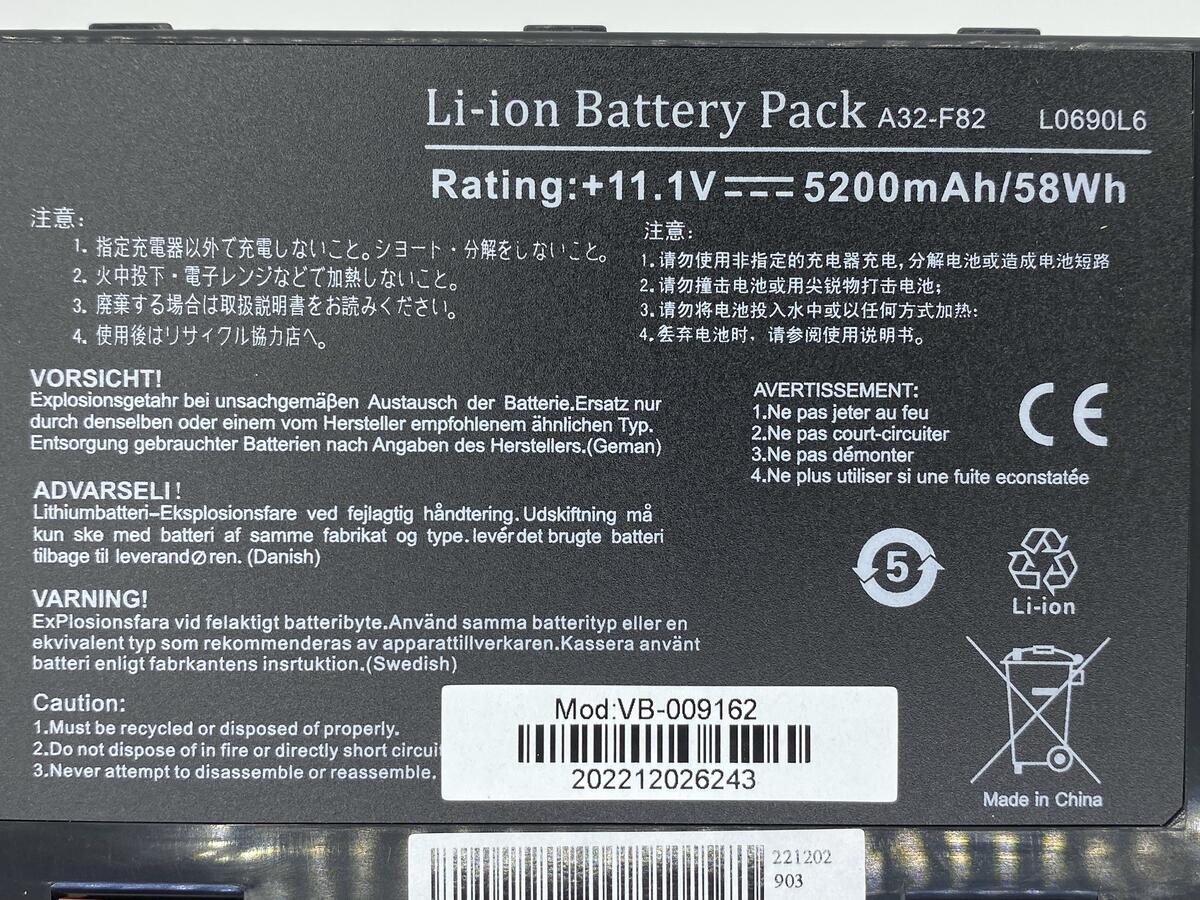 Li-ion Battery Pack A32-F82 L0690L6
Rating:+11.1V 5200mAh/58Wh
注意:
1. 指定充電器以外で充電しないこと。ショート・分解をしないこと。
2. 火中投下・電子レンジなどで加熱しないこと。
3. 廃棄する場合は取扱説明書をお読みください。
4. 使用後はリサイクル協力店へ。
注意:
1.请勿使用非指定的充电器充电,分解电池或造成电池短路
2.请勿撞击电池或用尖锐物打击电池;
3.请勿将电池投入水中或以任何方式加热:
4.丢弃电池时，请参阅使用说明书。
VORSICHT!
Explosionsgetahr bei unsachgemäβen Austausch der Batterie.Ersatz nur
durch denselben oder einem vom Hersteller empfohlenem ähnlichen Typ.
Entsorgung gebrauchter Batterien nach Angaben des Herstellers.(Geman)
AVERTISSEMENT:
1.Ne pas jeter au feu
2.Ne pas court-circuiter
3.Ne pas démonter
4.Ne plus utiliser si une fuite econstatée
CE
ADVARSELI!
Lithiumbatteri-Eksplosionsfare ved fejlagtig håndtering.Udskiftning må
kun ske med batteri af samme fabrikat og type.levérdet brugte batteri
tilbage til leverandØren. (Danish)
5
Li-ion
VARNING!
ExPlosionsfara vid felaktigt batteribyte.Använd samma batterityp eller en
ekvivalent typ som rekommenderas av apparattillverkaren.Kassera använt
batteri enligt fabrkantens insrtuktion.(Swedish)
Caution:
1.Must be recycled or disposed of properly.
2.Do not dispose of in fire or directly short circui
3.Never attempt to disassemble or reassemble.
Mod:VB-009162
202212026243
Made in China
221202
903